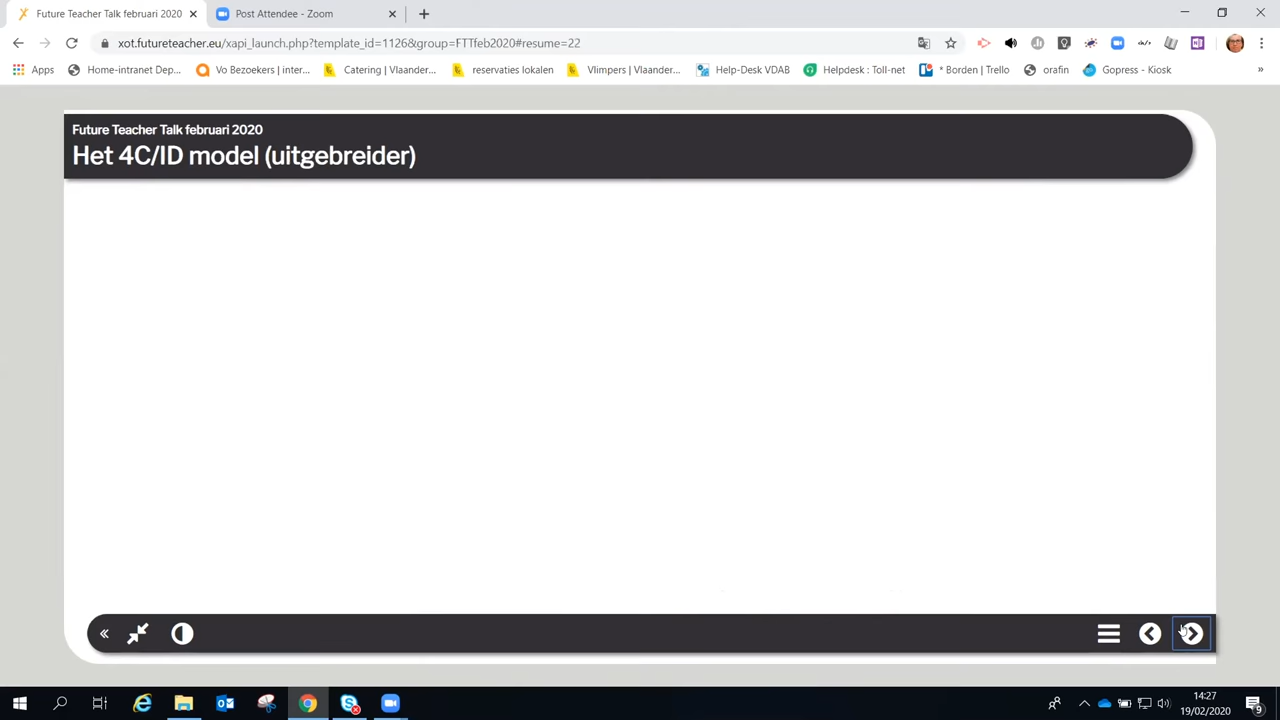 Future Teacher Talk februari 2020
Post Attendee - Zoom
xot.futureteacher.eu/xapi_launch.php?template_id=1126&group=FTTfeb2020#resume=22
Apps
Home-intranet Dep...
Vo Bezoekers | inter...
Catering | Vlaander...
reservaties lokalen
Vlimpers | Vlaander...
Help-Desk VDAB
Helpdesk : Toll-net
* Borden | Trello
orafin
Gopress - Kiosk
»
Future Teacher Talk februari 2020
Het 4C/ID model (uitgebreider)
14:27
19/02/2020
9